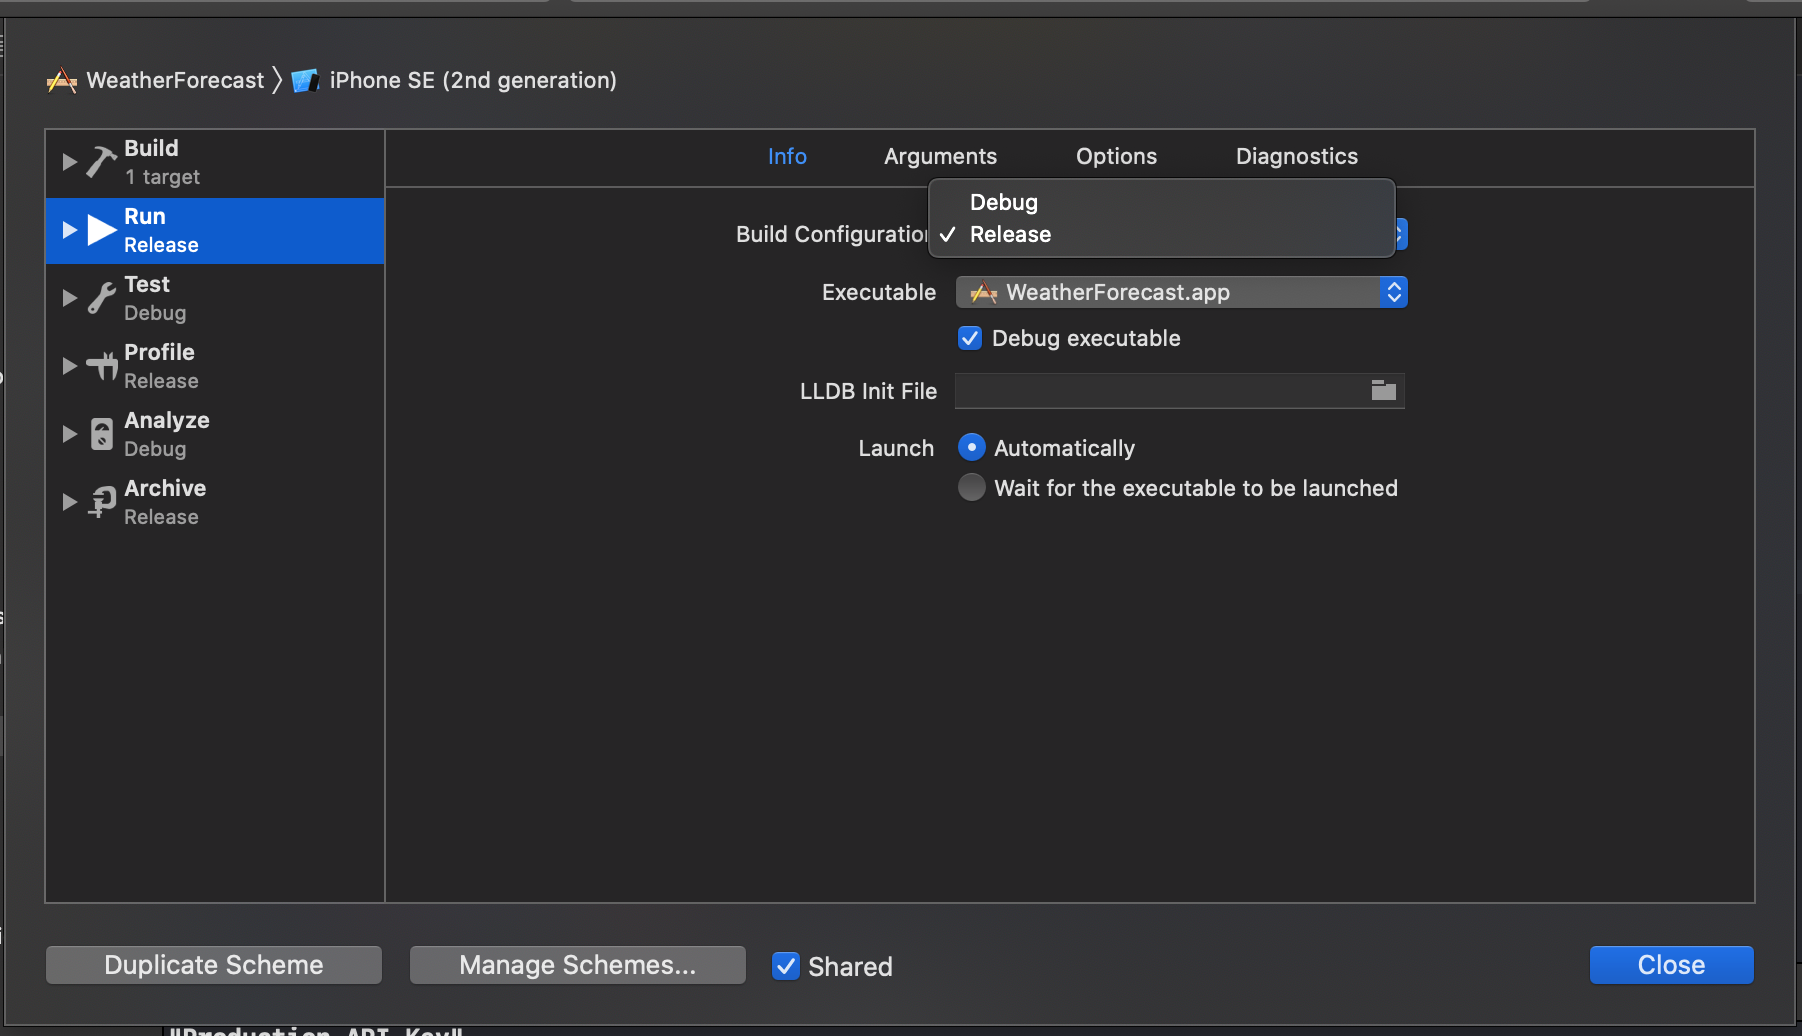 WeatherForecast 〉 iPhone SE (2nd generation)
Build
1 target
Run
Release
Test
Debug
Profile
Release
Analyze
Debug
Archive
Release
Info Arguments Options Diagnostics
Debug
Build Configuration ✓ Release
Executable WeatherForecast.app
Debug executable
LLDB Init File
Launch Automatically
Wait for the executable to be launched
Duplicate Scheme Manage Schemes... Shared Close
"Production API Key"